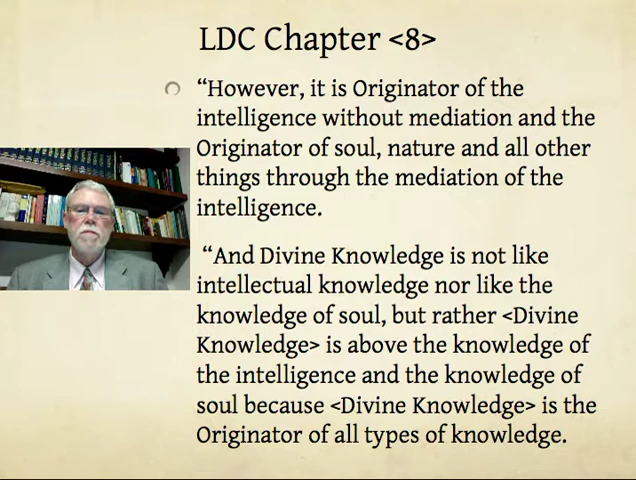 LDC Chapter <8>
“However, it is Originator of the
intelligence without mediation and the
Originator of soul, nature and all other
things through the mediation of the
intelligence.
“And Divine Knowledge is not like
intellectual knowledge nor like the
knowledge of soul, but rather <Divine
Knowledge> is above the knowledge of
the intelligence and the knowledge of
soul because <Divine Knowledge> is the
Originator of all types of knowledge.